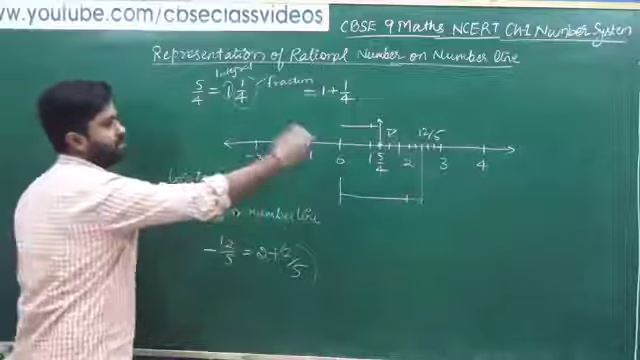 www.youtube.com/cbseclassvideos
CBSE 9 Maths NCERT Ch-1 Number System
Representation of Rational Number on Number line
Integral
fraction
5/4 = 1 1/4 = 1 + 1/4
P 12/5
-3 0 1 5/4 2 3 4
Number line
- 12/5 = 2 + 2/5